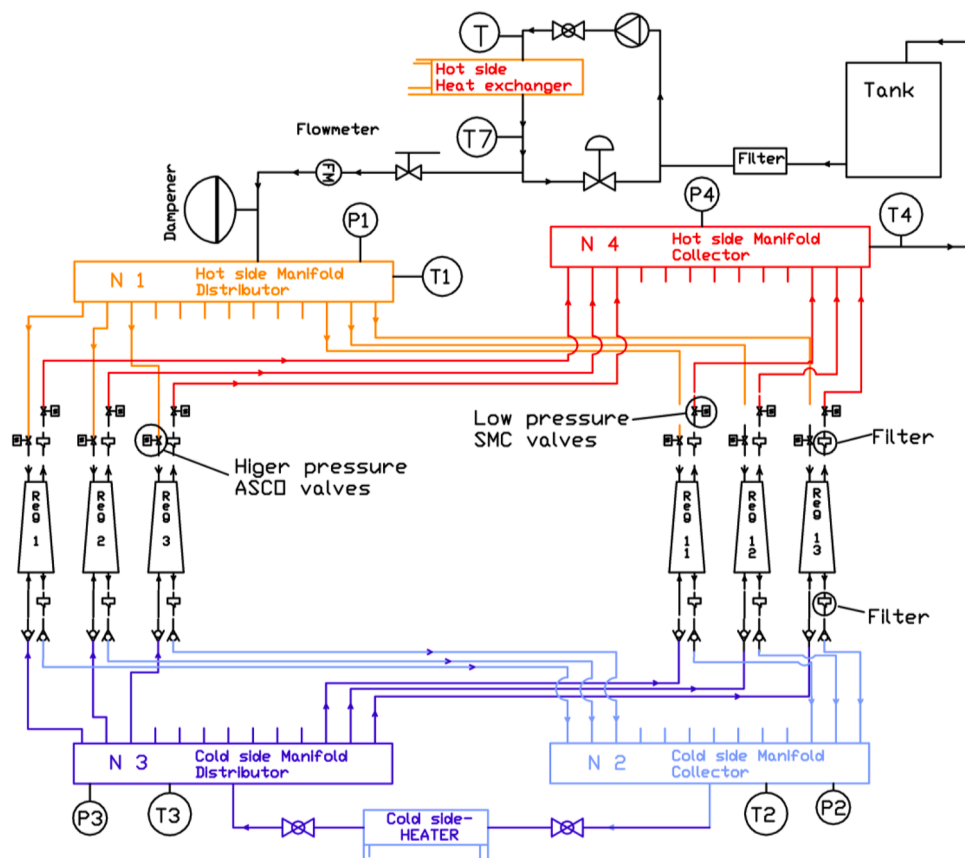 T
Hot side
Heat exchanger
Tank
Flowmeter
T7
Filter
FM
Dampener
P4
T4
P1
N 4
Hot side Manifold
Collector
N 1
Hot side Manifold
Distributor
T1
Low pressure
SMC valves
Filter
Higer pressure
ASCO valves
Reg 1
Reg 2
Reg 3
Reg 11
Reg 12
Reg 13
Filter
N 3
Cold side Manifold
Distributor
N 2
Cold side Manifold
Collector
P3
T3
T2
P2
Cold side-
HEATER